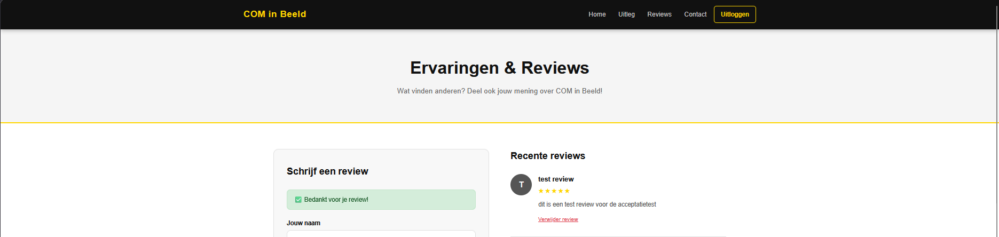 COM in Beeld
Home Uitleg Reviews Contact Uitloggen
Ervaringen & Reviews
Wat vinden anderen? Deel ook jouw mening over COM in Beeld!
Schrijf een review
✅ Bedankt voor je review!
Jouw naam
Recente reviews
T
test review
★★★★★
dit is een test review voor de acceptatietest
Verwijder review